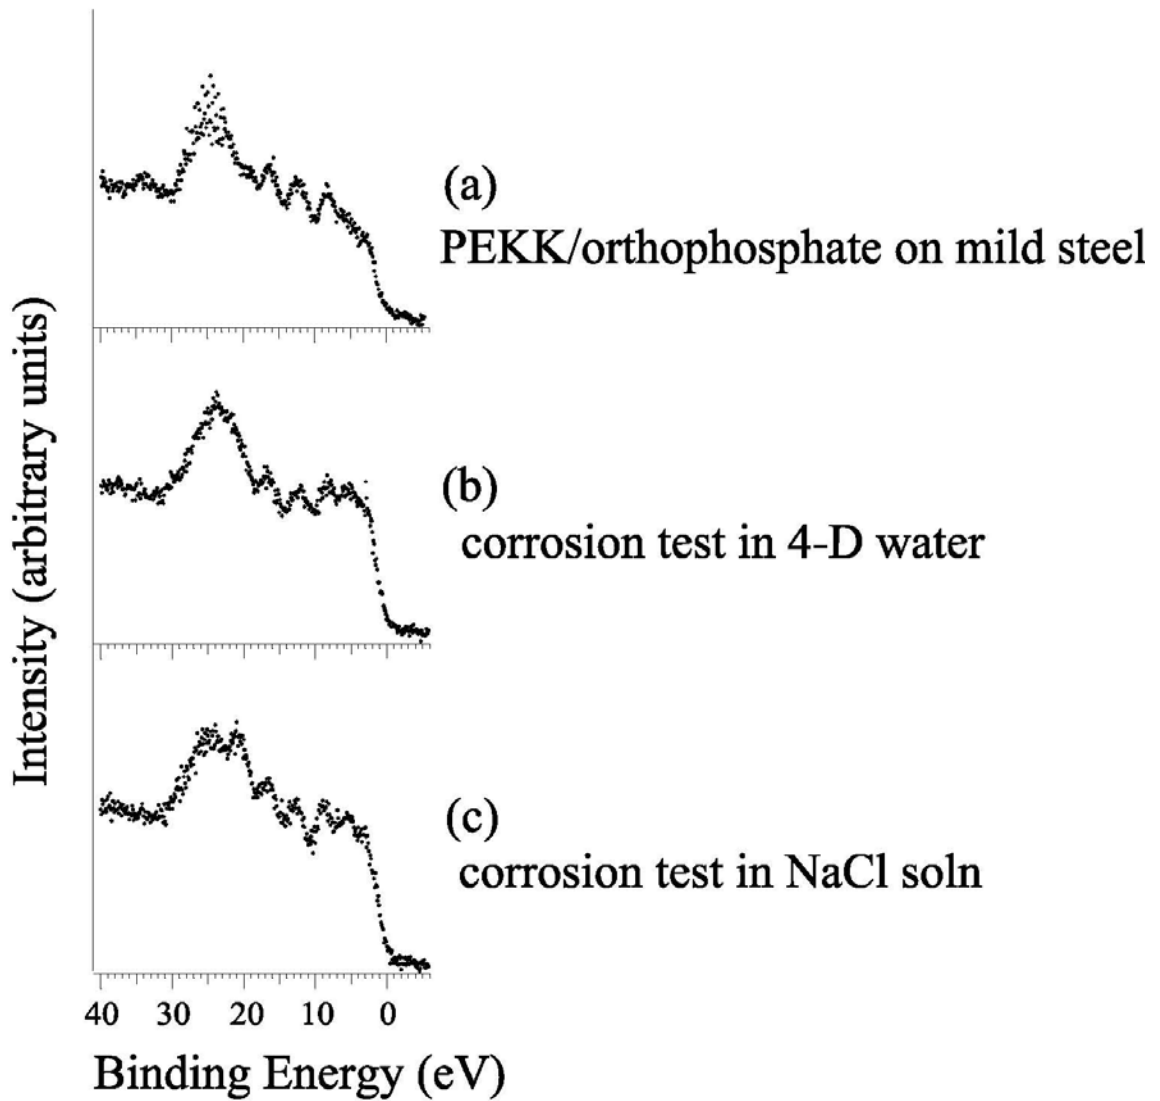 Intensity (arbitrary units)
(a)
PEKK/orthophosphate on mild steel
(b)
corrosion test in 4-D water
(c)
corrosion test in NaCl soln
40 30 20 10 0
Binding Energy (eV)